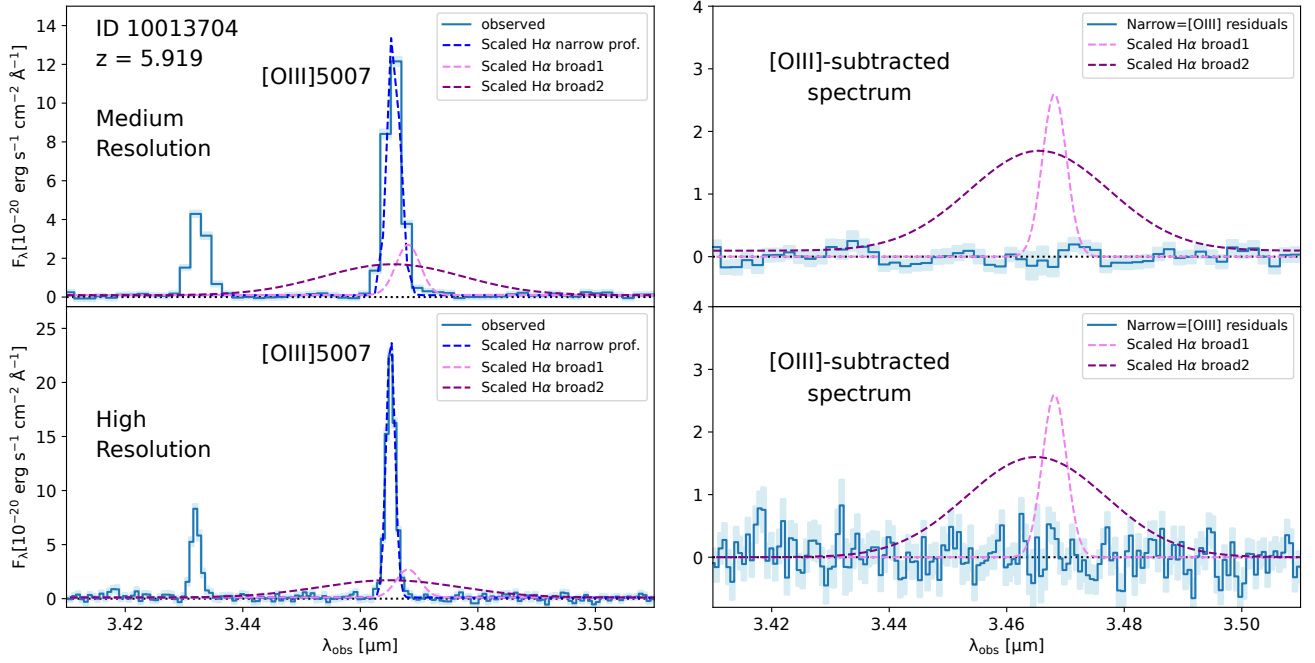 ID 10013704
z = 5.919
Medium
Resolution
[OIII]5007
observed
Scaled Hα narrow prof.
Scaled Hα broad1
Scaled Hα broad2
Fλ[10⁻²⁰ erg s⁻¹ cm⁻² Å⁻¹]
14
12
10
8
6
4
2
0
[OIII]-subtracted
spectrum
Narrow=[OIII] residuals
Scaled Hα broad1
Scaled Hα broad2
4
3
2
1
0
High
Resolution
[OIII]5007
observed
Scaled Hα narrow prof.
Scaled Hα broad1
Scaled Hα broad2
Fλ[10⁻²⁰ erg s⁻¹ cm⁻² Å⁻¹]
25
20
15
10
5
0
3.42 3.44 3.46 3.48 3.50
λobs [μm]
[OIII]-subtracted
spectrum
Narrow=[OIII] residuals
Scaled Hα broad1
Scaled Hα broad2
4
3
2
1
0
3.42 3.44 3.46 3.48 3.50
λobs [μm]